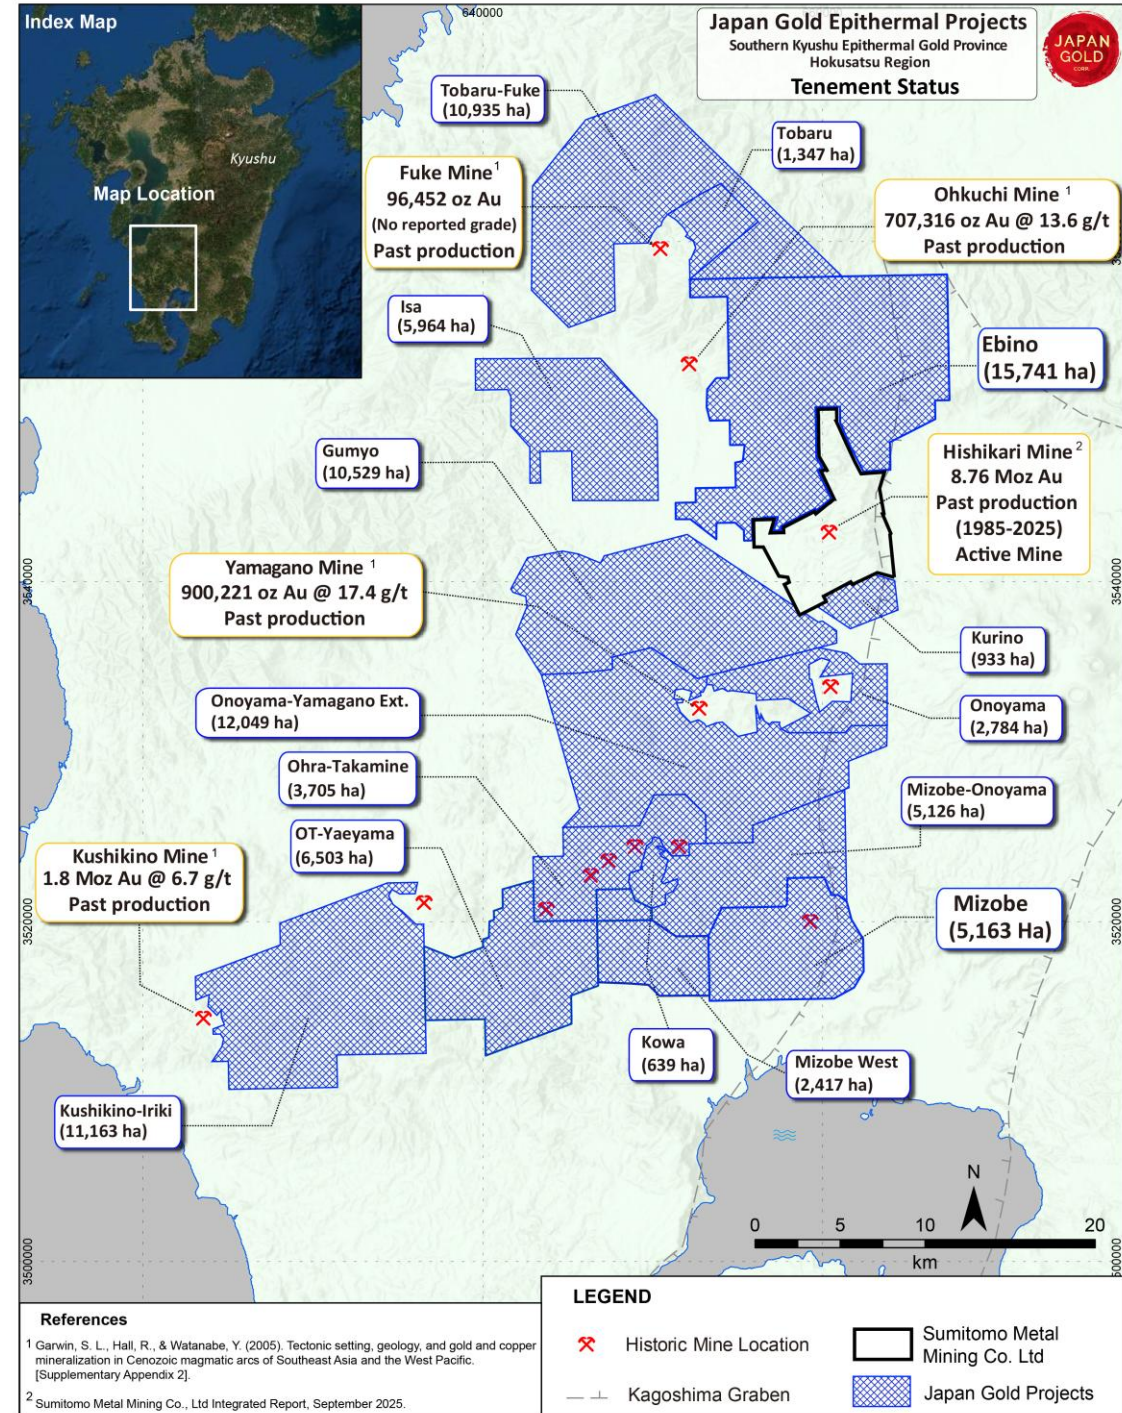 Index Map
Kyushu
Map Location
640000
Japan Gold Epithermal Projects
Southern Kyushu Epithermal Gold Province
Hokusatsu Region
Tenement Status
JAPAN
GOLD
CORP.
Tobaru-Fuke
(10,935 ha)
Tobaru
(1,347 ha)
Fuke Mine 1
96,452 oz Au
(No reported grade)
Past production
Ohkuchi Mine 1
707,316 oz Au @ 13.6 g/t
Past production
Isa
(5,964 ha)
Ebino
(15,741 ha)
Gumyo
(10,529 ha)
Hishikari Mine 2
8.76 Moz Au
Past production
(1985-2025)
Active Mine
Yamagano Mine 1
900,221 oz Au @ 17.4 g/t
Past production
3540000
3540000
Kurino
(933 ha)
Onoyama-Yamagano Ext.
(12,049 ha)
Onoyama
(2,784 ha)
Ohra-Takamine
(3,705 ha)
Mizobe-Onoyama
(5,126 ha)
OT-Yaeyama
(6,503 ha)
Kushikino Mine 1
1.8 Moz Au @ 6.7 g/t
Past production
Mizobe
(5,163 Ha)
3520000
3520000
Kowa
(639 ha)
Mizobe West
(2,417 ha)
Kushikino-Iriki
(11,163 ha)
N
0 5 10 20
km
3500000
References
1 Garwin, S. L., Hall, R., & Watanabe, Y. (2005). Tectonic setting, geology, and gold and copper
mineralization in Cenozoic magmatic arcs of Southeast Asia and the West Pacific.
[Supplementary Appendix 2].
2 Sumitomo Metal Mining Co., Ltd Integrated Report, September 2025.
LEGEND
Historic Mine Location
Sumitomo Metal
Mining Co. Ltd
Kagoshima Graben
Japan Gold Projects